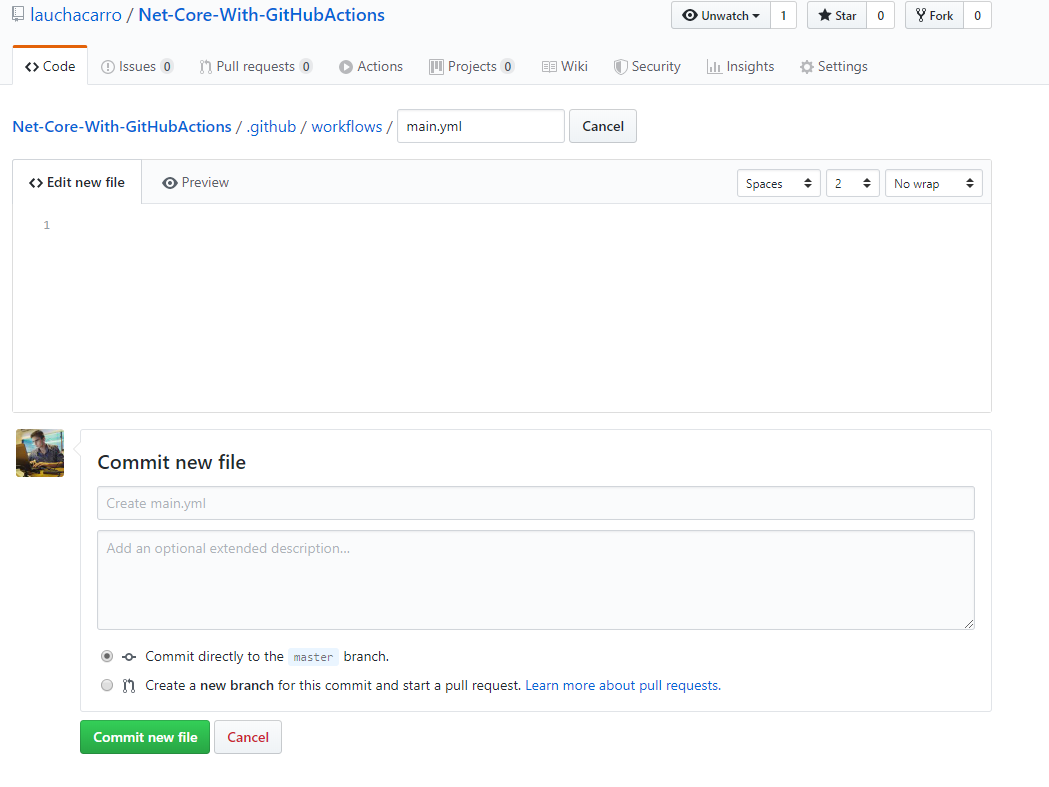 lauchacarro / Net-Core-With-GitHubActions Unwatch 1 Star 0 Fork 0
Code Issues 0 Pull requests 0 Actions Projects 0 Wiki Security Insights Settings
Net-Core-With-GitHubActions / .github / workflows / main.yml Cancel
Edit new file Preview Spaces 2 No wrap
1
Commit new file
Create main.yml
Add an optional extended description...
Commit directly to the master branch.
Create a new branch for this commit and start a pull request. Learn more about pull requests.
Commit new file Cancel